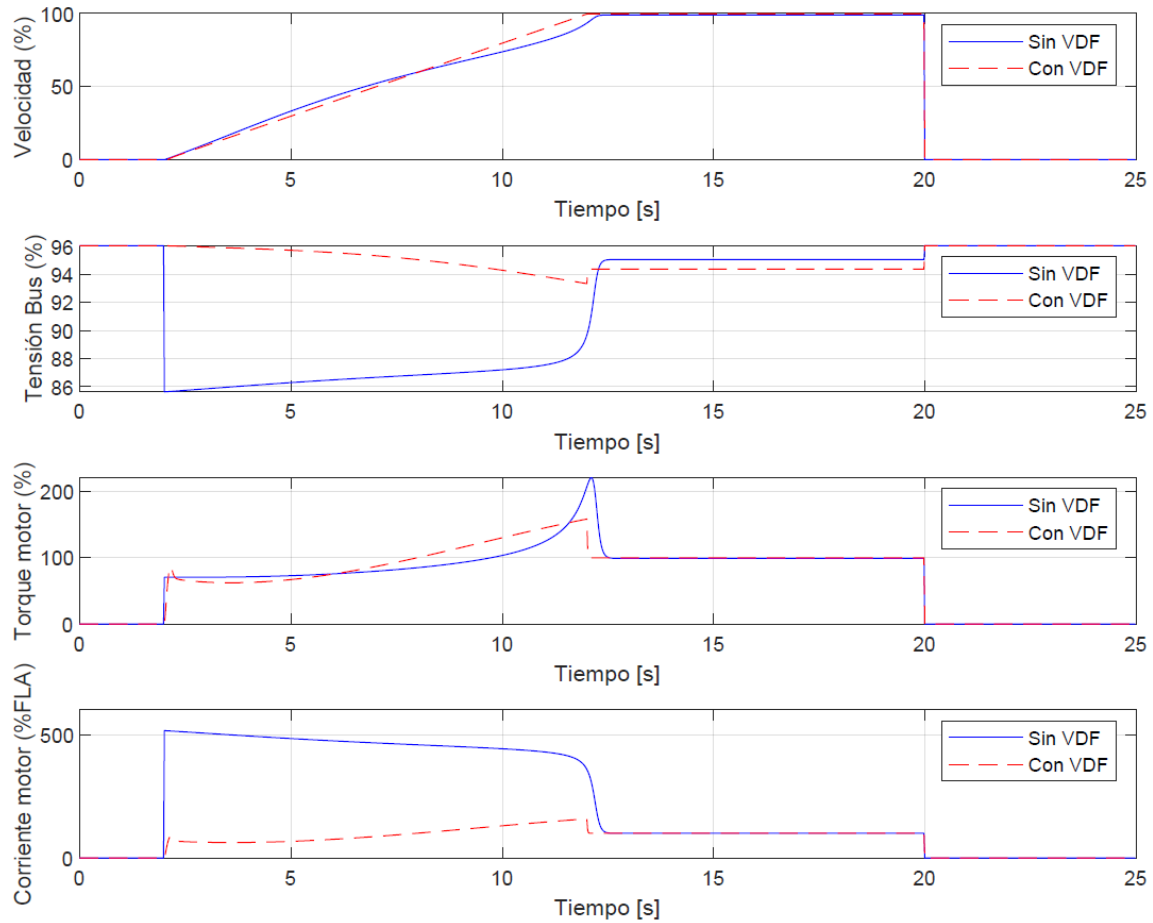 Velocidad (%)
100
50
0
Sin VDF
Con VDF
0 5 10 15 20 25
Tiempo [s]
Tensión Bus (%)
96
94
92
90
88
86
Sin VDF
Con VDF
0 5 10 15 20 25
Tiempo [s]
Torque motor (%)
200
100
0
Sin VDF
Con VDF
0 5 10 15 20 25
Tiempo [s]
Corriente motor (%FLA)
500
0
Sin VDF
Con VDF
0 5 10 15 20 25
Tiempo [s]